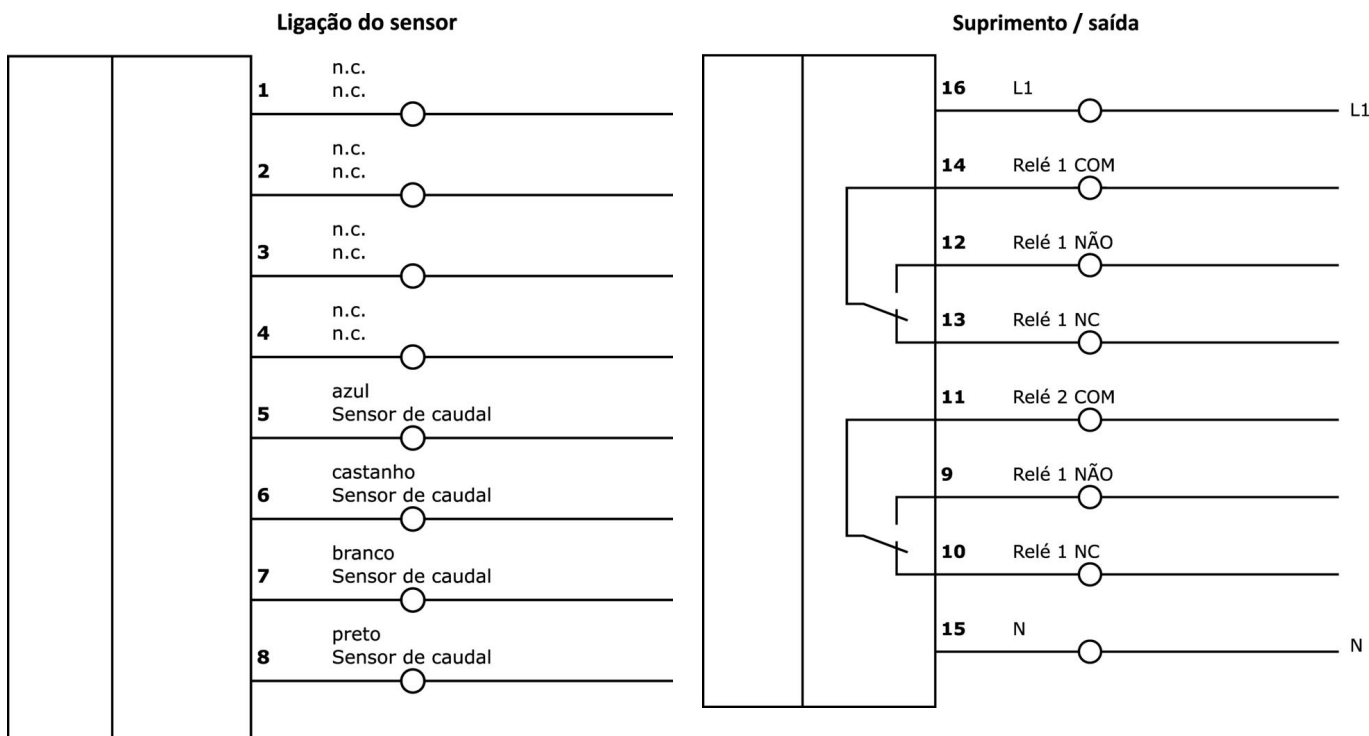 Ligação do sensor
n.c.
1 n.c.
n.c.
2 n.c.
n.c.
3 n.c.
n.c.
4 n.c.
azul
5 Sensor de caudal
castanho
6 Sensor de caudal
branco
7 Sensor de caudal
preto
8 Sensor de caudal
Suprimento / saída
16 L1
L1
14 Relé 1 COM
12 Relé 1 NÃO
13 Relé 1 NC
11 Relé 2 COM
9 Relé 1 NÃO
10 Relé 1 NC
15 N
N